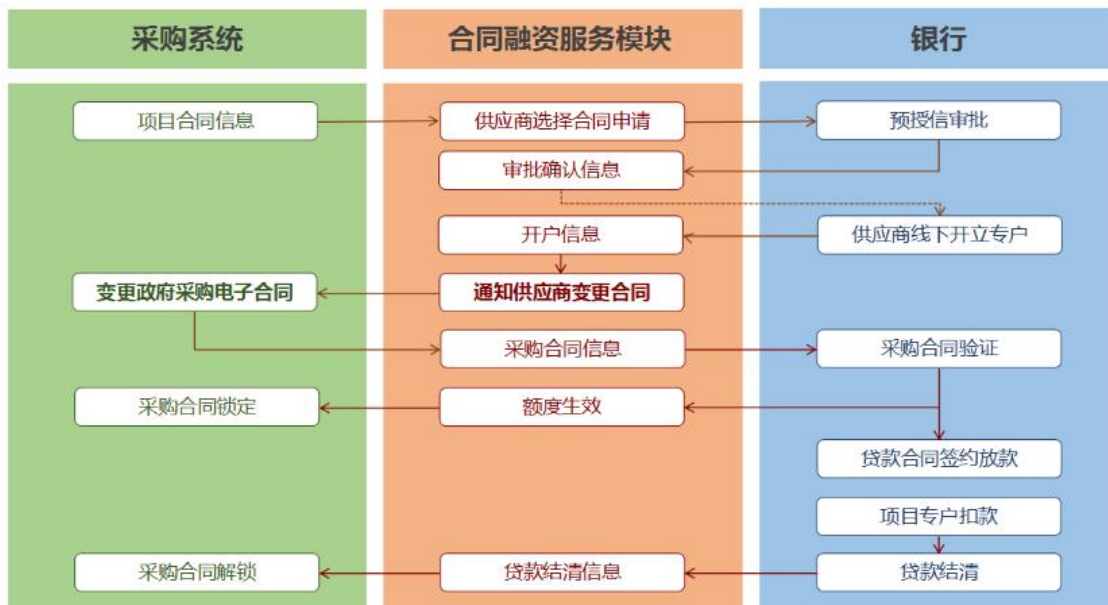 采购系统
合同融资服务模块
银行
项目合同信息
供应商选择合同申请
预授信审批
审批确认信息
开户信息
供应商线下开立专户
变更政府采购电子合同
通知供应商变更合同
采购合同信息
采购合同验证
采购合同锁定
额度生效
贷款合同签约放款
项目专户扣款
采购合同解锁
贷款结清信息
贷款结清